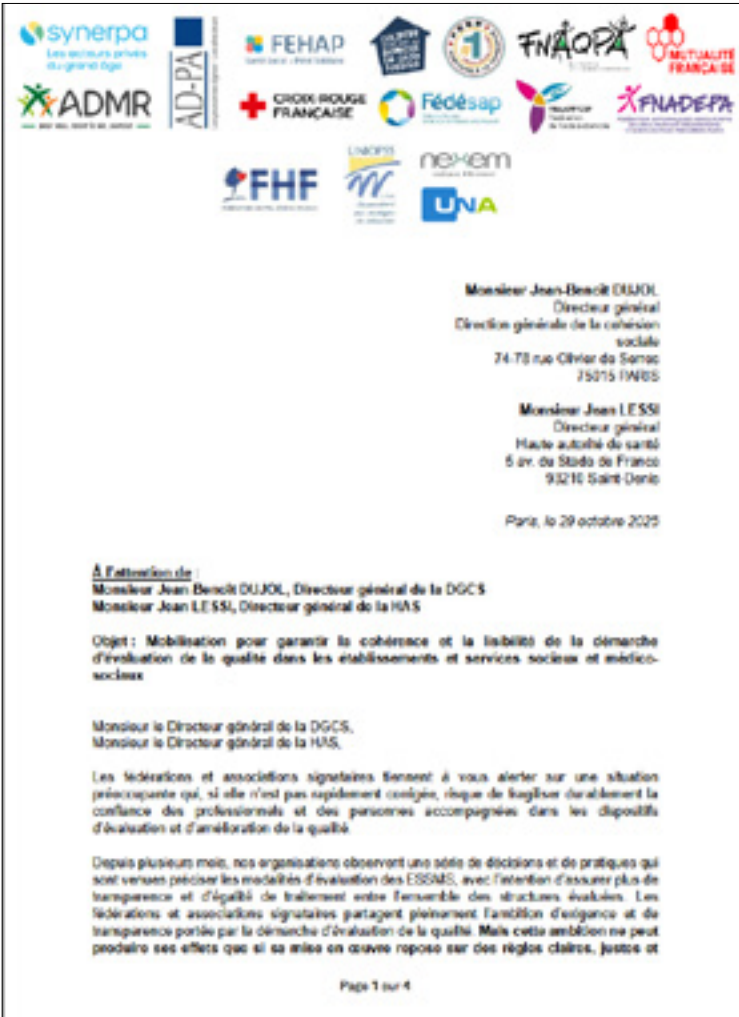 synerpa
Les acteurs privés
du grand âge
AD-PA
FEHAP
1
FNAQPA
MUTUALITÉ
FRANÇAISE
ADMR
CROIX-ROUGE
FRANÇAISE
Fédésap
FNADEPA
FHF
UNIOPSS
nexem
UNA
Monsieur Jean-Benoît DUJOL
Directeur général
Direction générale de la cohésion
sociale
74-78 rue Olivier de Serres
75015 PARIS
Monsieur Jean LESSI
Directeur général
Haute autorité de santé
5 av. du Stade de France
93210 Saint-Denis
Paris, le 29 octobre 2025
À l'attention de :
Monsieur Jean-Benoît DUJOL, Directeur général de la DGCS
Monsieur Jean LESSI, Directeur général de la HAS
Objet : Mobilisation pour garantir la cohérence et la lisibilité de la démarche
d'évaluation de la qualité dans les établissements et services sociaux et médico-
sociaux
Monsieur le Directeur général de la DGCS,
Monsieur le Directeur général de la HAS,
Les fédérations et associations signataires tiennent à vous alerter sur une situation
préoccupante qui, si elle n'est pas rapidement corrigée, risque de fragiliser durablement la
confiance des professionnels et des personnes accompagnées dans les dispositifs
d'évaluation et d'amélioration de la qualité.
Depuis plusieurs mois, nos organisations observent une série de décisions et de pratiques qui
sont venues préciser les modalités d'évaluation des ESSMS, avec l'intention d'assurer plus de
transparence et d'égalité de traitement entre l'ensemble des structures évaluées. Les
fédérations et associations signataires partagent pleinement l'ambition d'exigence et de
transparence portée par la démarche d'évaluation de la qualité. Mais cette ambition ne peut
produire ses effets que si sa mise en œuvre repose sur des règles claires, justes et
Page 1 sur 4